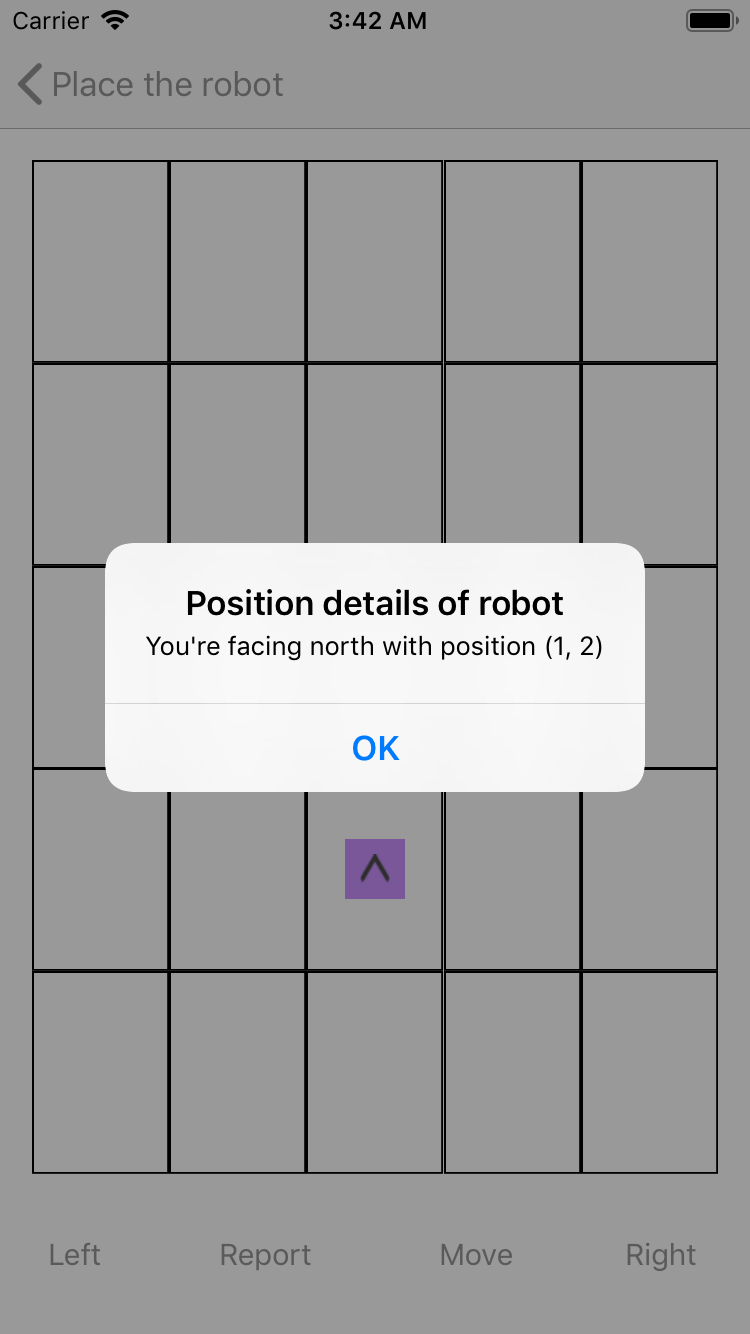 Carrier 3:42 AM
Place the robot
Position details of robot
You're facing north with position (1, 2)
OK
Left Report Move Right